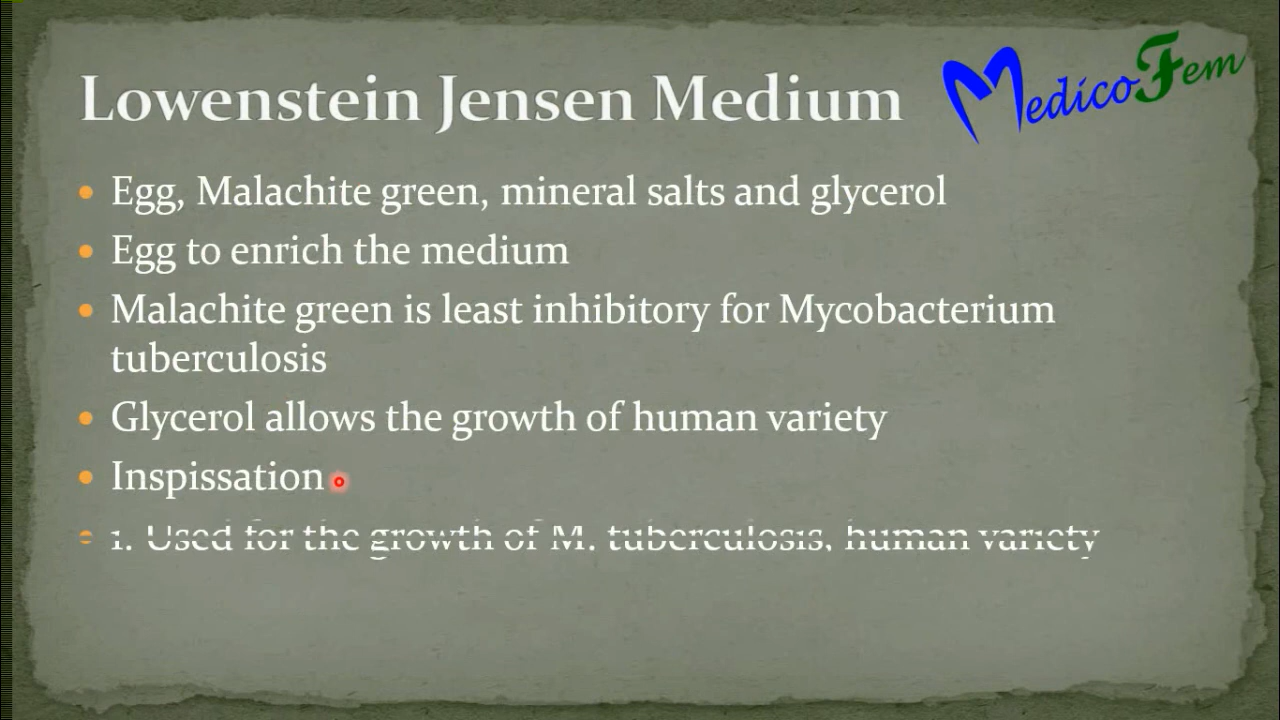 Lowenstein Jensen Medium
MedicoFem
Egg, Malachite green, mineral salts and glycerol
Egg to enrich the medium
Malachite green is least inhibitory for Mycobacterium
tuberculosis
Glycerol allows the growth of human variety
Inspissation
1. Used for the growth of M. tuberculosis, human variety